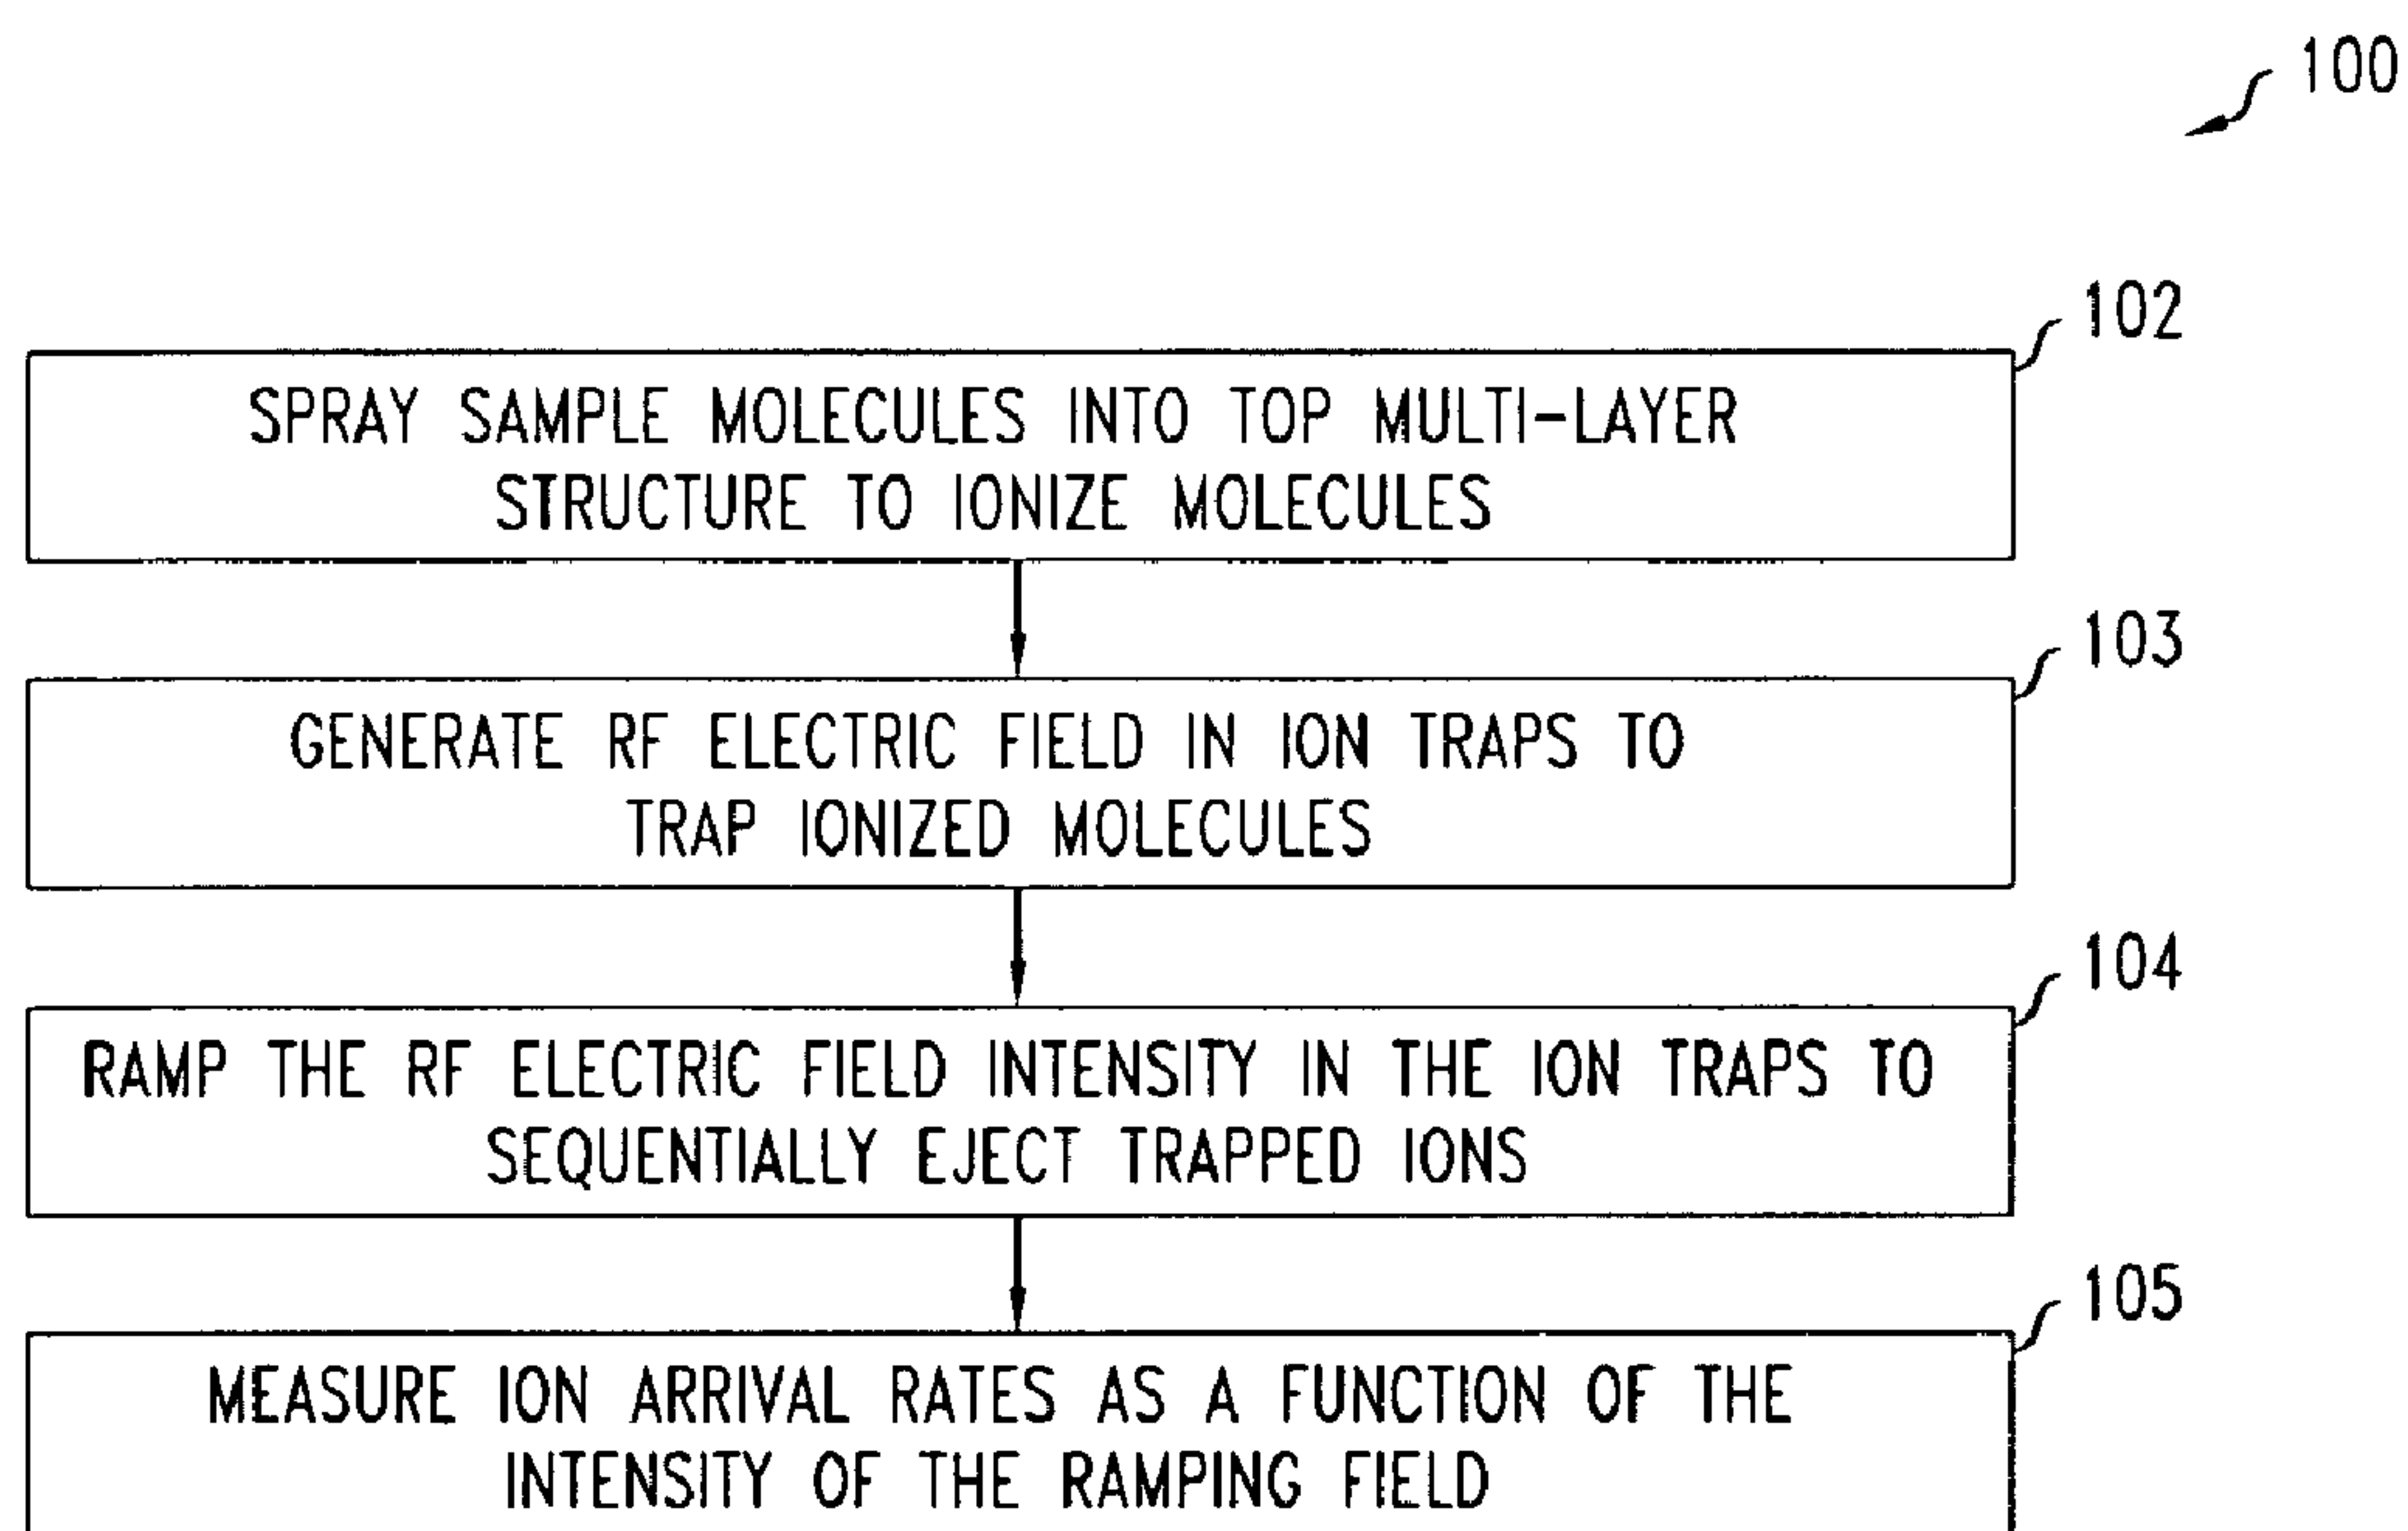 100
102
SPRAY SAMPLE MOLECULES INTO TOP MULTI-LAYER
STRUCTURE TO IONIZE MOLECULES
103
GENERATE RF ELECTRIC FIELD IN ION TRAPS TO
TRAP IONIZED MOLECULES
104
RAMP THE RF ELECTRIC FIELD INTENSITY IN THE ION TRAPS TO
SEQUENTIALLY EJECT TRAPPED IONS
105
MEASURE ION ARRIVAL RATES AS A FUNCTION OF THE
INTENSITY OF THE RAMPING FIELD